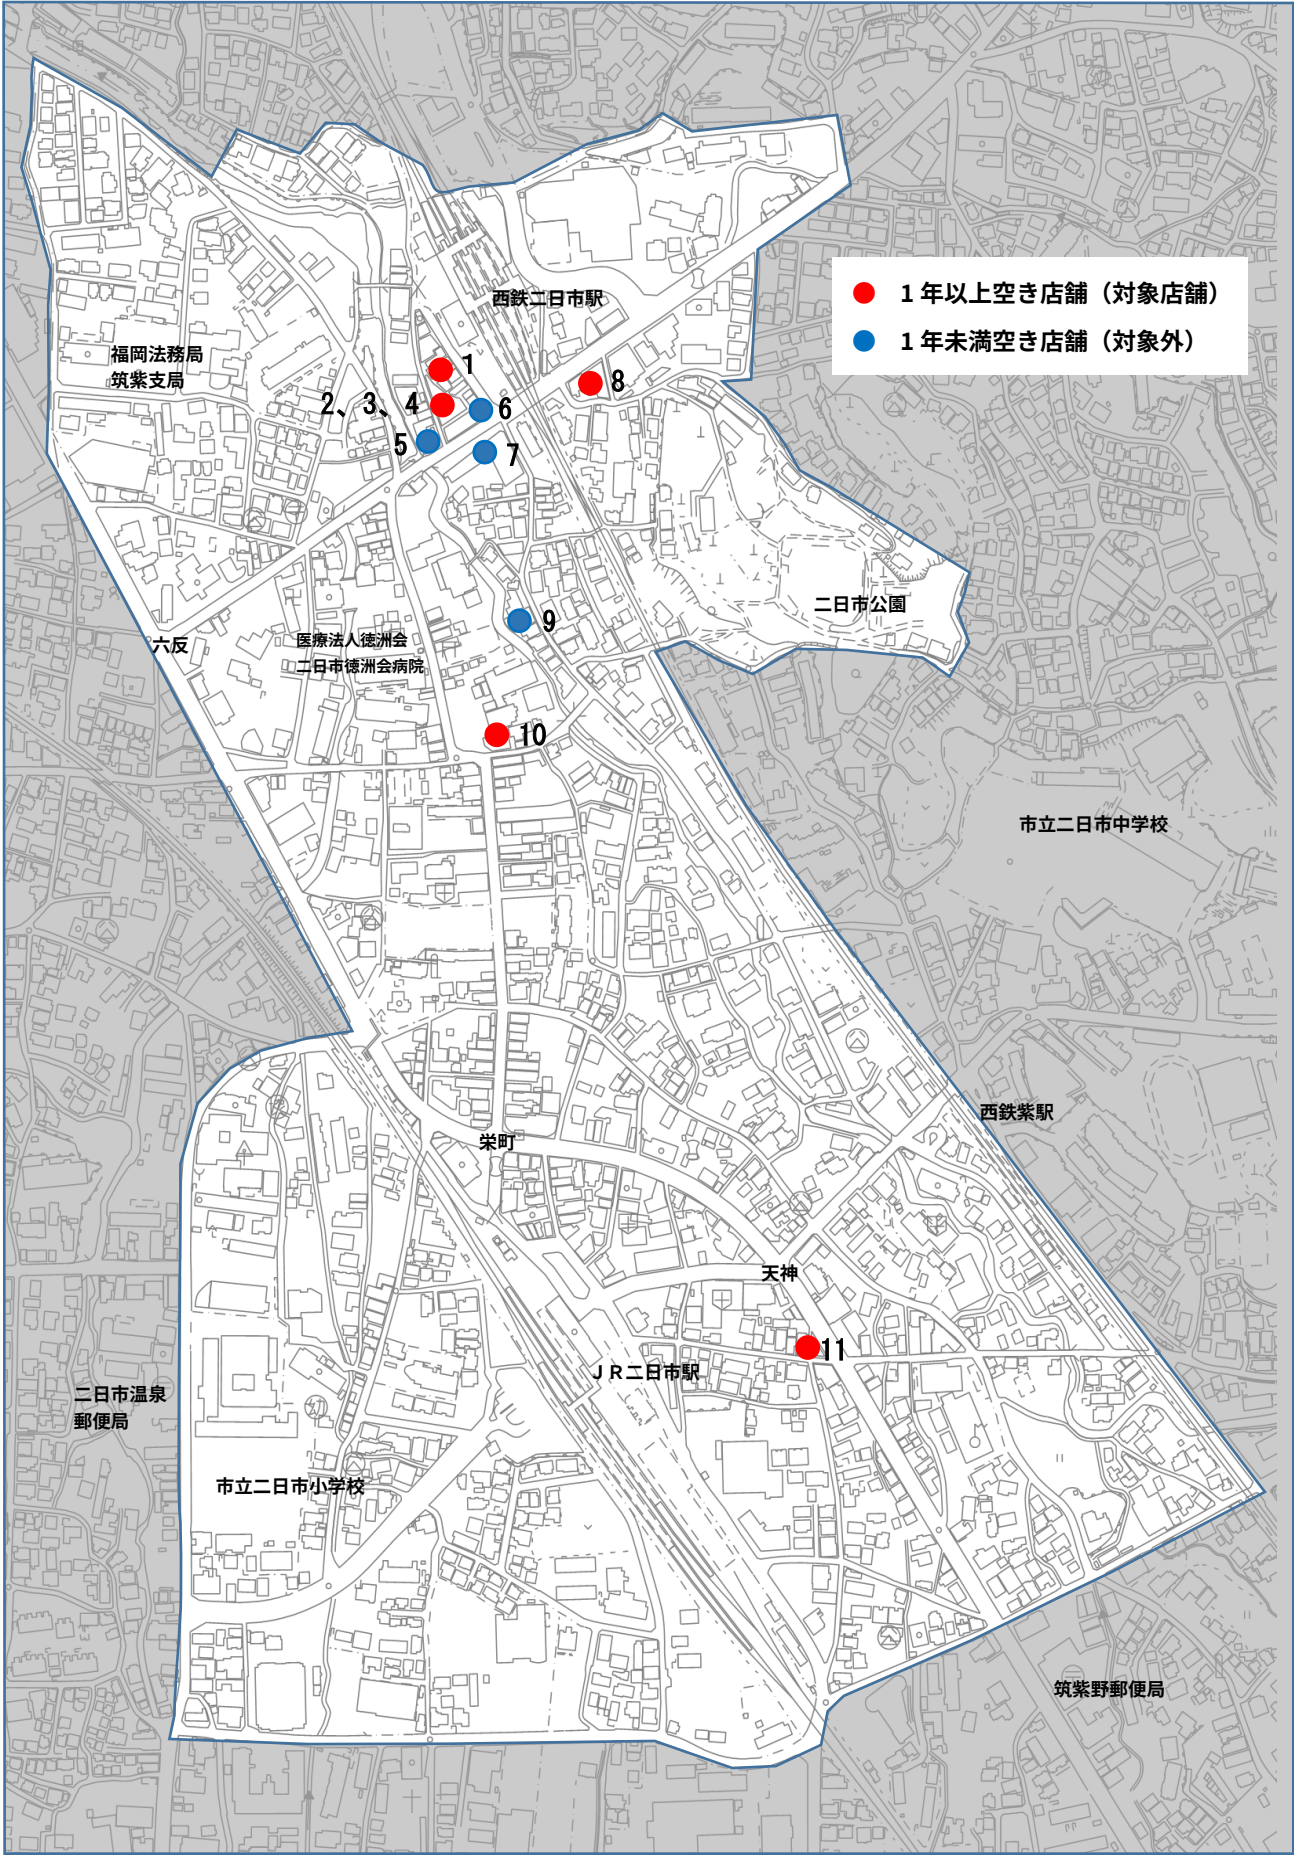 1 年以上空き店舗（対象店舗）
1 年未満空き店舗（対象外）
西鉄二日市駅
福岡法務局
筑紫支局
1
8
2、3、4
6
5
7
二日市公園
9
六反
医療法人徳洲会
二日市徳洲会病院
10
市立二日市中学校
西鉄紫駅
栄町
天神
11
ＪＲ二日市駅
二日市温泉
郵便局
市立二日市小学校
筑紫野郵便局